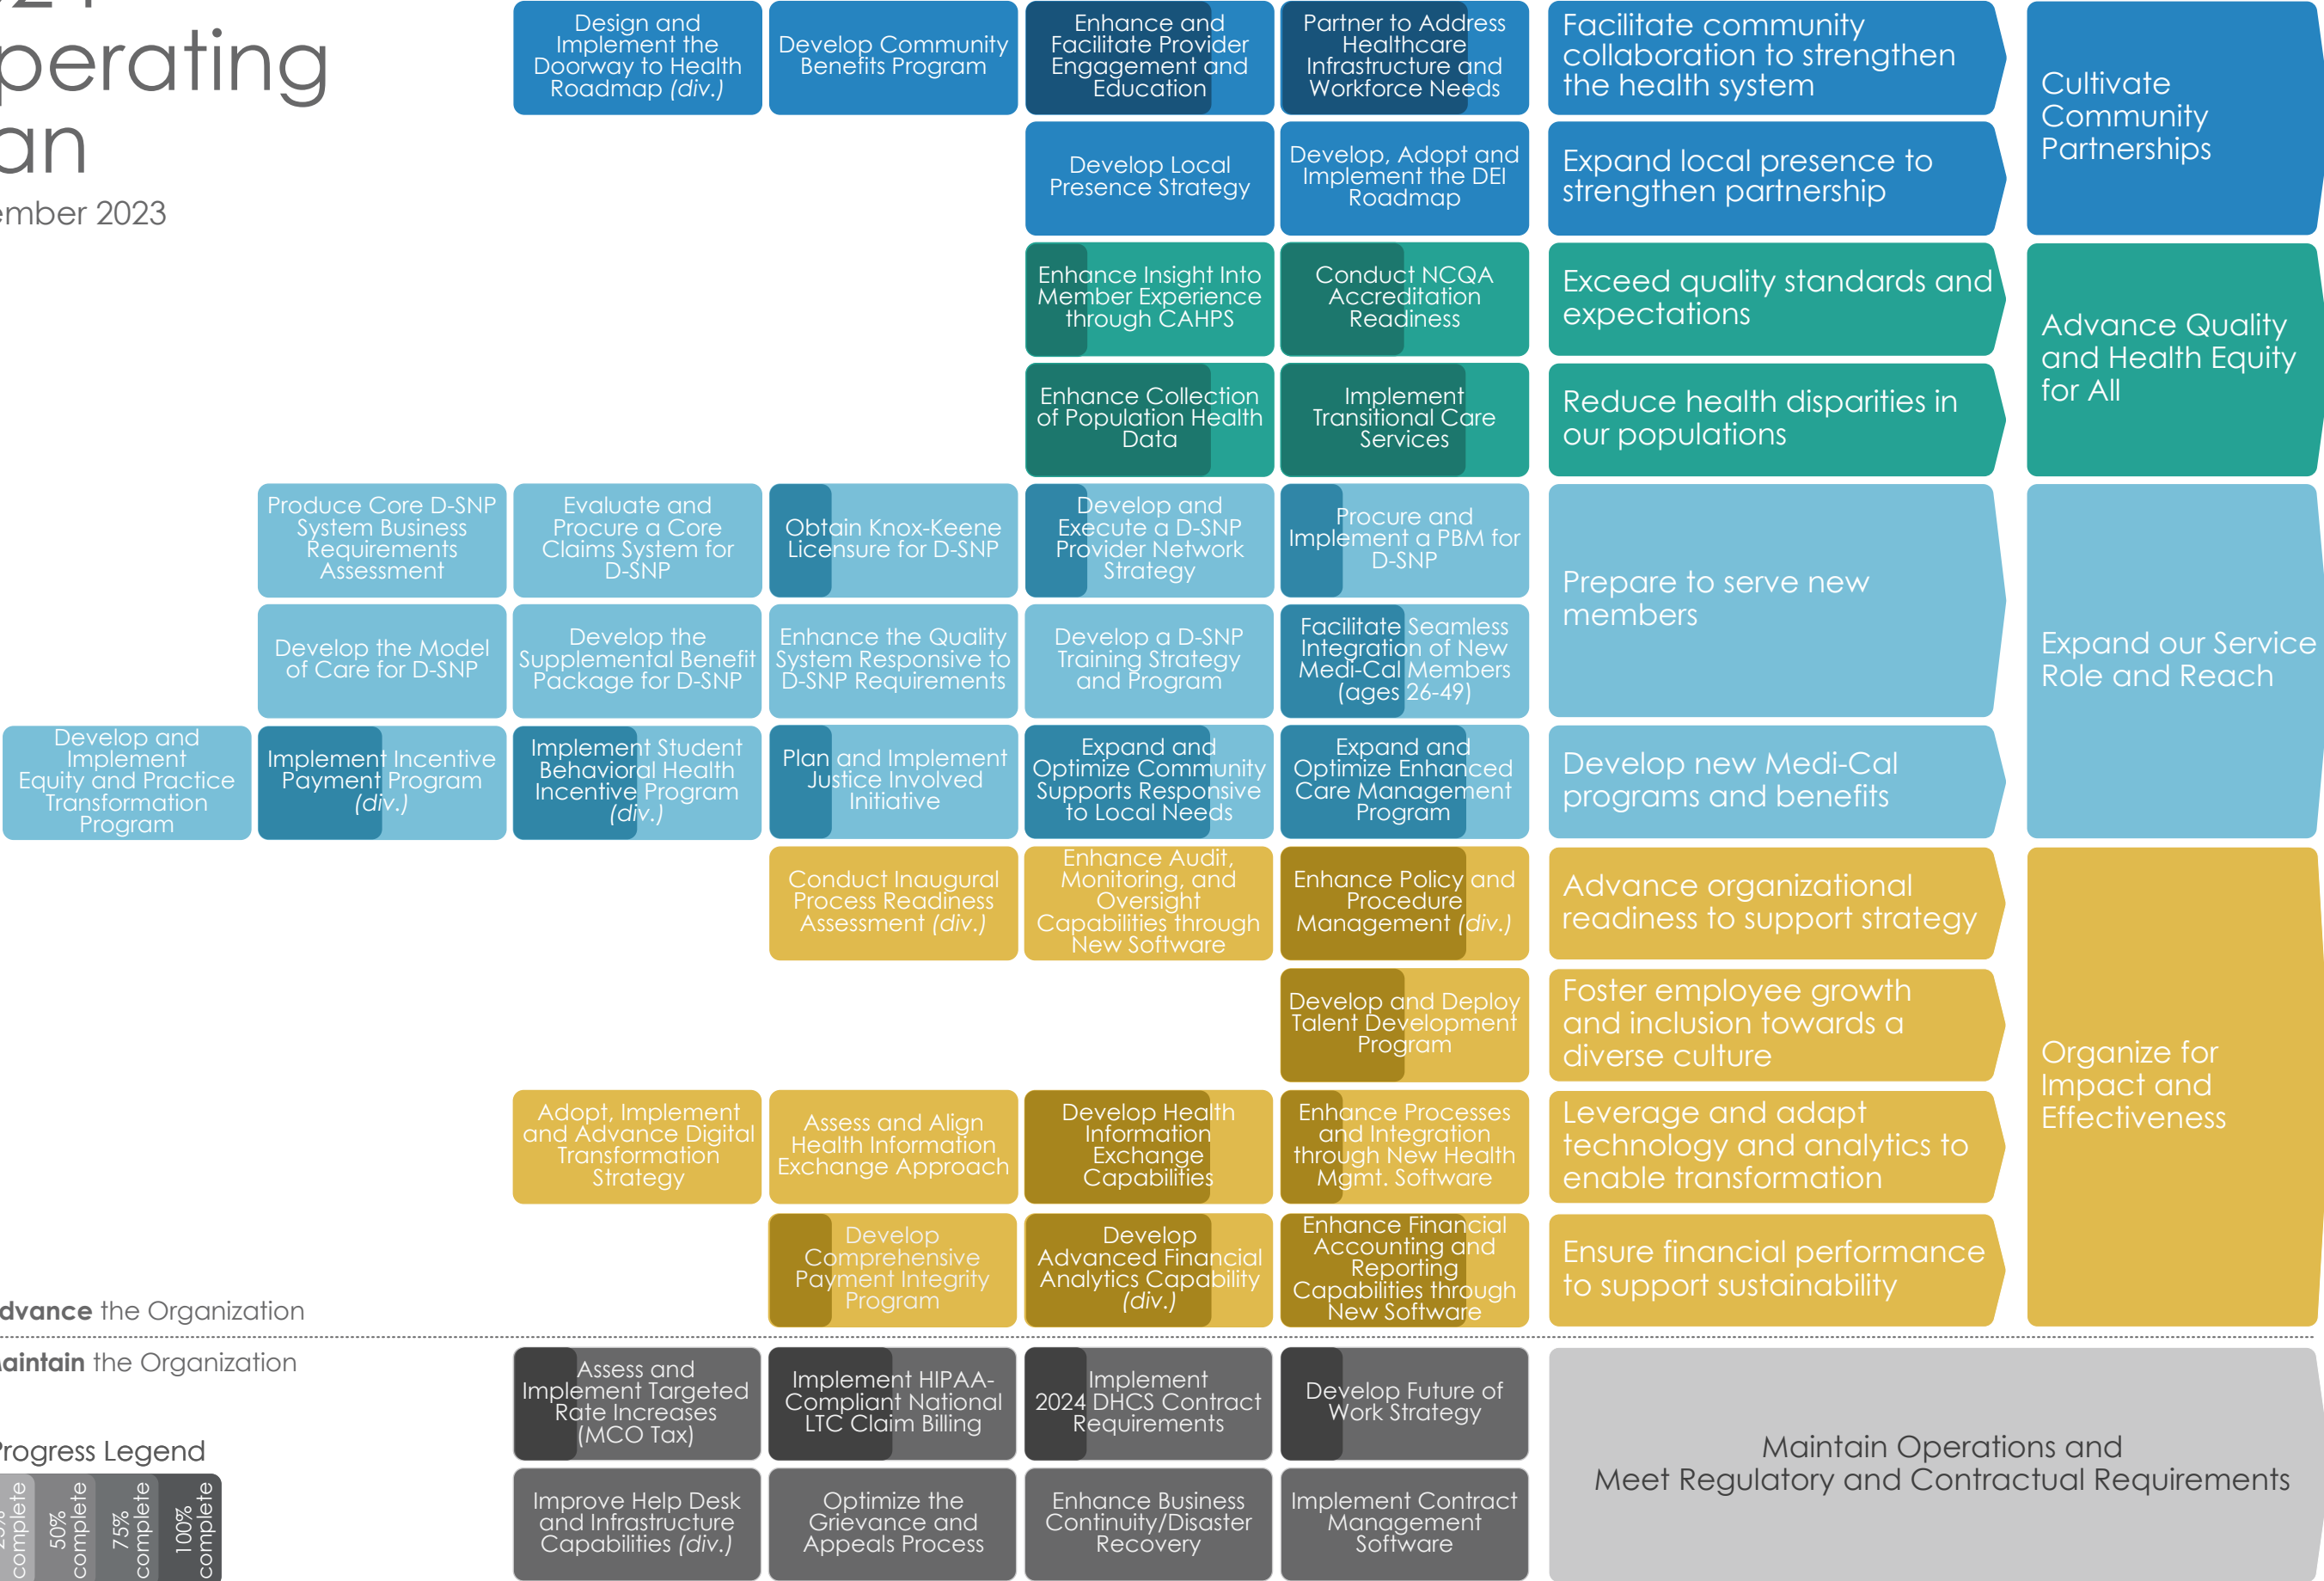 perating
an
ember 2023
Design and
Implement the
Doorway to Health
Roadmap (div.)
Develop Community
Benefits Program
Enhance and
Facilitate Provider
Engagement and
Education
Partner to Address
Healthcare
Infrastructure and
Workforce Needs
Facilitate community
collaboration to strengthen
the health system
Cultivate
Community
Partnerships
Develop Local
Presence Strategy
Develop, Adopt and
Implement the DEI
Roadmap
Expand local presence to
strengthen partnership
Enhance Insight Into
Member Experience
through CAHPS
Conduct NCQA
Accreditation
Readiness
Exceed quality standards and
expectations
Advance Quality
and Health Equity
for All
Enhance Collection
of Population Health
Data
Implement
Transitional Care
Services
Reduce health disparities in
our populations
Produce Core D-SNP
System Business
Requirements
Assessment
Evaluate and
Procure a Core
Claims System for
D-SNP
Obtain Knox-Keene
Licensure for D-SNP
Develop and
Execute a D-SNP
Provider Network
Strategy
Procure and
Implement a PBM for
D-SNP
Prepare to serve new
members
Expand our Service
Role and Reach
Develop the Model
of Care for D-SNP
Develop the
Supplemental Benefit
Package for D-SNP
Enhance the Quality
System Responsive to
D-SNP Requirements
Develop a D-SNP
Training Strategy
and Program
Facilitate Seamless
Integration of New
Medi-Cal Members
(ages 26-49)
Develop and
Implement
Equity and Practice
Transformation
Program
Implement Incentive
Payment Program
(div.)
Implement Student
Behavioral Health
Incentive Program
(div.)
Plan and Implement
Justice Involved
Initiative
Expand and
Optimize Community
Supports Responsive
to Local Needs
Expand and
Optimize Enhanced
Care Management
Program
Develop new Medi-Cal
programs and benefits
Conduct Inaugural
Process Readiness
Assessment (div.)
Enhance Audit,
Monitoring, and
Oversight
Capabilities through
New Software
Enhance Policy and
Procedure
Management (div.)
Advance organizational
readiness to support strategy
Organize for
Impact and
Effectiveness
Develop and Deploy
Talent Development
Program
Foster employee growth
and inclusion towards a
diverse culture
Adopt, Implement
and Advance Digital
Transformation
Strategy
Assess and Align
Health Information
Exchange Approach
Develop Health
Information
Exchange
Capabilities
Enhance Processes
and Integration
through New Health
Mgmt. Software
Leverage and adapt
technology and analytics to
enable transformation
Develop
Comprehensive
Payment Integrity
Program
Develop
Advanced Financial
Analytics Capability
(div.)
Enhance Financial
Accounting and
Reporting
Capabilities through
New Software
Ensure financial performance
to support sustainability
dvance the Organization
aintain the Organization
Assess and
Implement Targeted
Rate Increases
(MCO Tax)
Implement HIPAA-
Compliant National
LTC Claim Billing
Implement
2024 DHCS Contract
Requirements
Develop Future of
Work Strategy
Maintain Operations and
Meet Regulatory and Contractual Requirements
Improve Help Desk
and Infrastructure
Capabilities (div.)
Optimize the
Grievance and
Appeals Process
Enhance Business
Continuity/Disaster
Recovery
Implement Contract
Management
Software
Progress Legend
complete
50%
complete
75%
complete
100%
complete